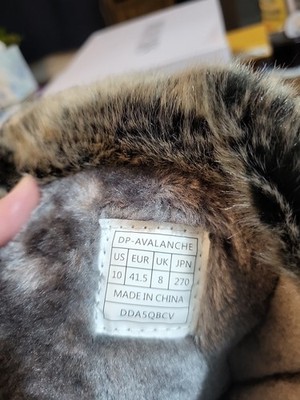 DP-AVALANCHE
US EUR UK JPN
10 41.5 8 270
MADE IN CHINA
DDA5QBCV